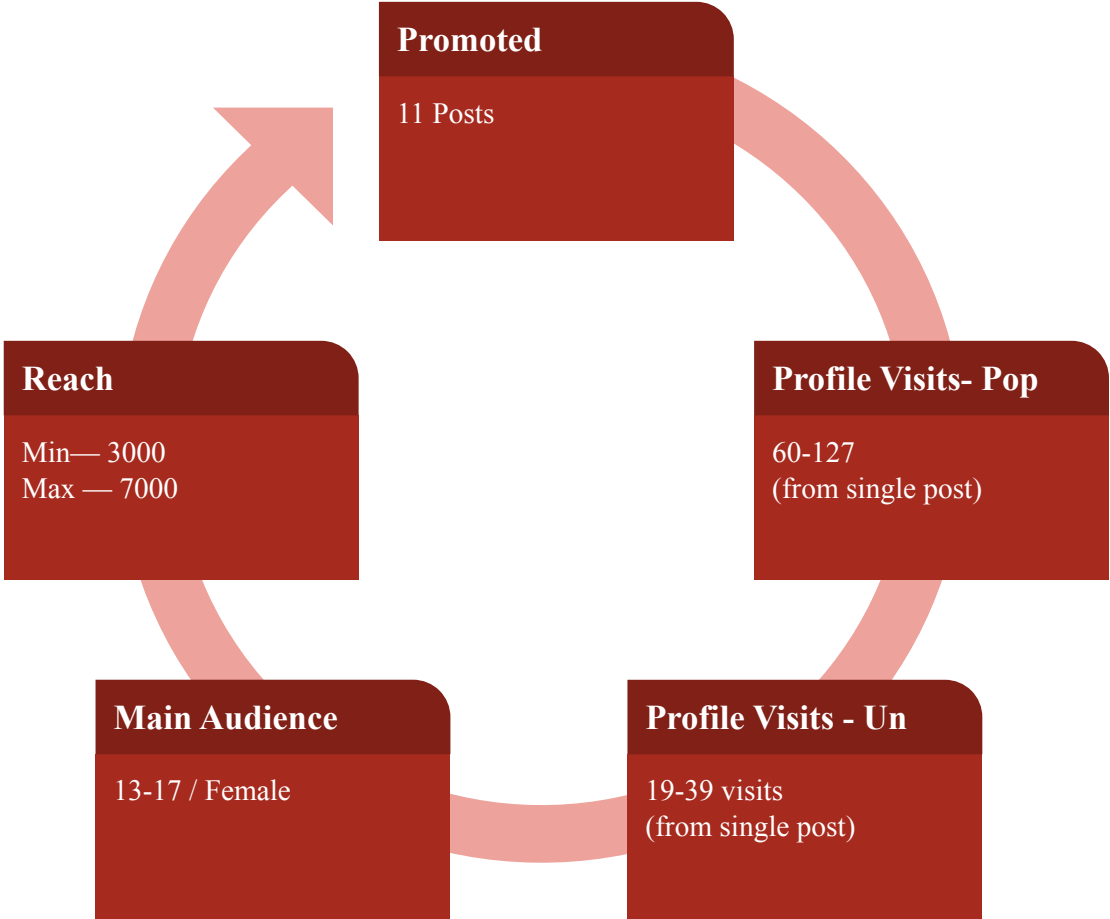 Promoted
11 Posts
Profile Visits- Pop
60-127
(from single post)
Profile Visits - Un
19-39 visits
(from single post)
Main Audience
13-17 / Female
Reach
Min— 3000
Max — 7000